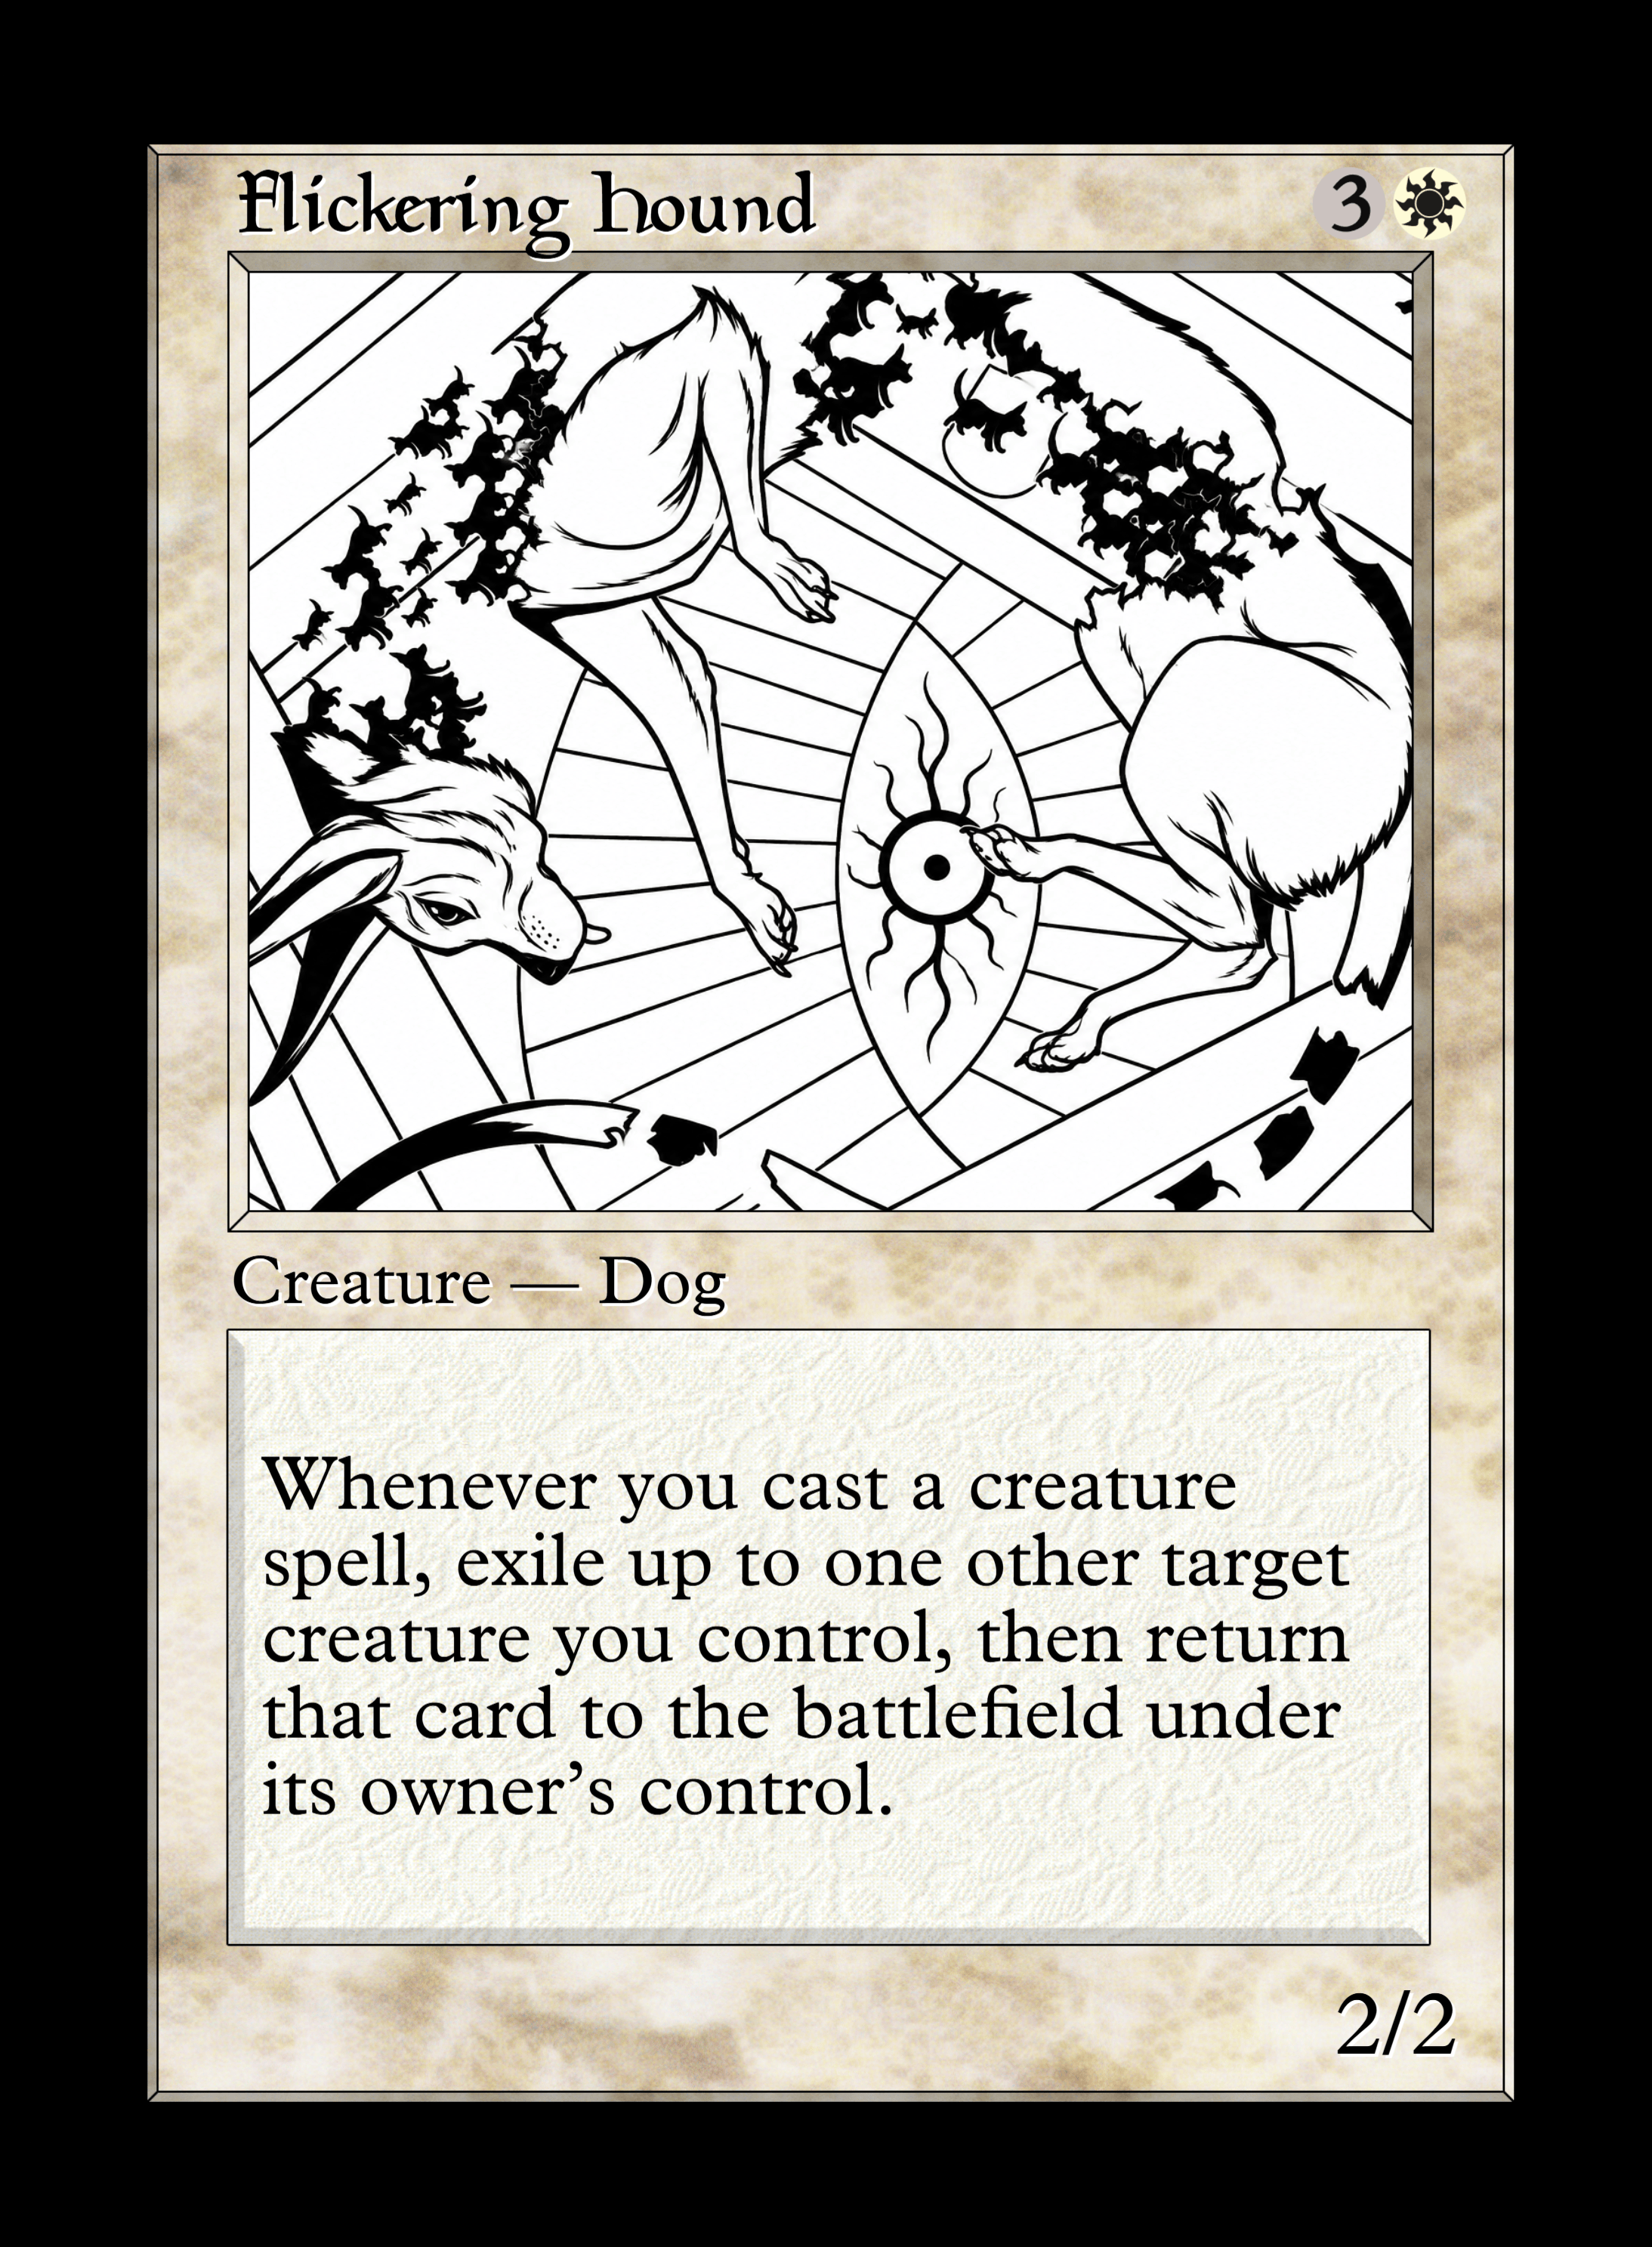 Flickering Hound
3
Creature — Dog
Whenever you cast a creature
spell, exile up to one other target
creature you control, then return
that card to the battlefield under
its owner’s control.
2/2